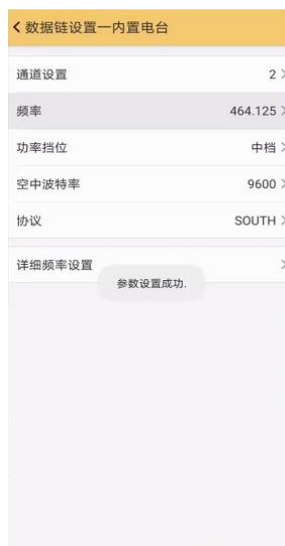 数据链设置一内置电台
通道设置 2
频率 464.125
功率挡位 中档
空中波特率 9600
协议 SOUTH
详细频率设置
参数设置成功.